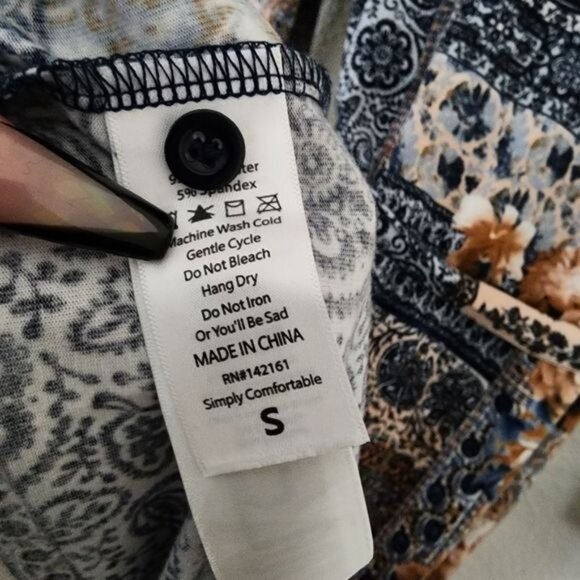 5% Spandex
Machine Wash Cold
Gentle Cycle
Do Not Bleach
Hang Dry
Do Not Iron
Or You'll Be Sad
MADE IN CHINA
RN#142161
Simply Comfortable
S